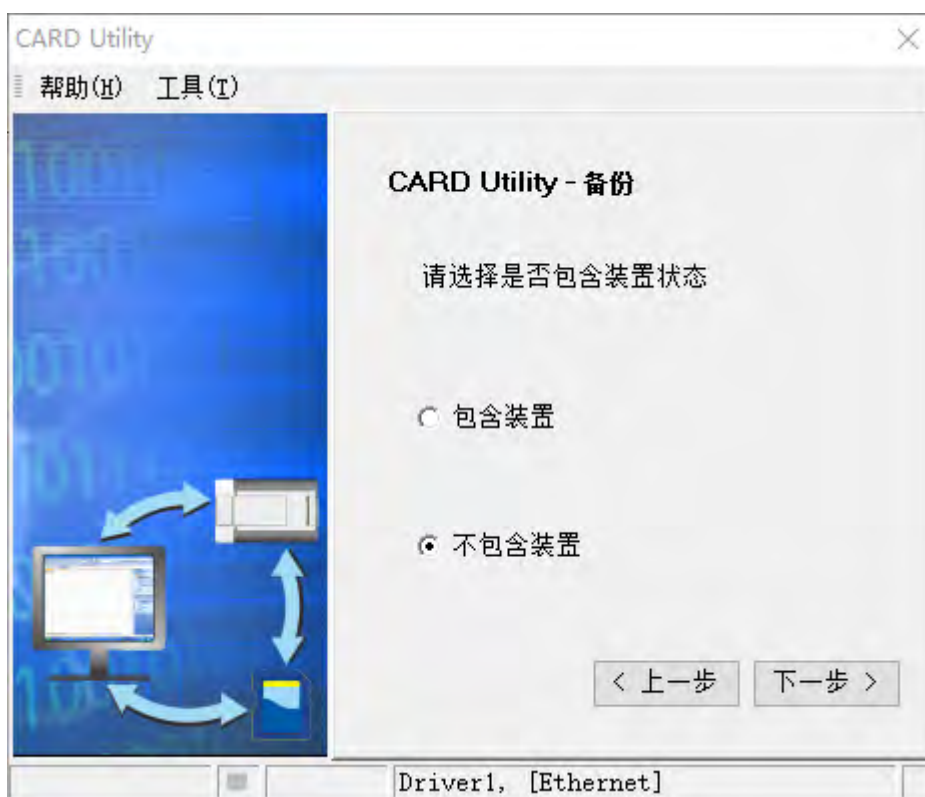 CARD Utility
帮助(H) 工具(T)
CARD Utility - 备份
请选择是否包含装置状态
包含装置
不包含装置
< 上一步 下一步 >
Driver1, [Ethernet]